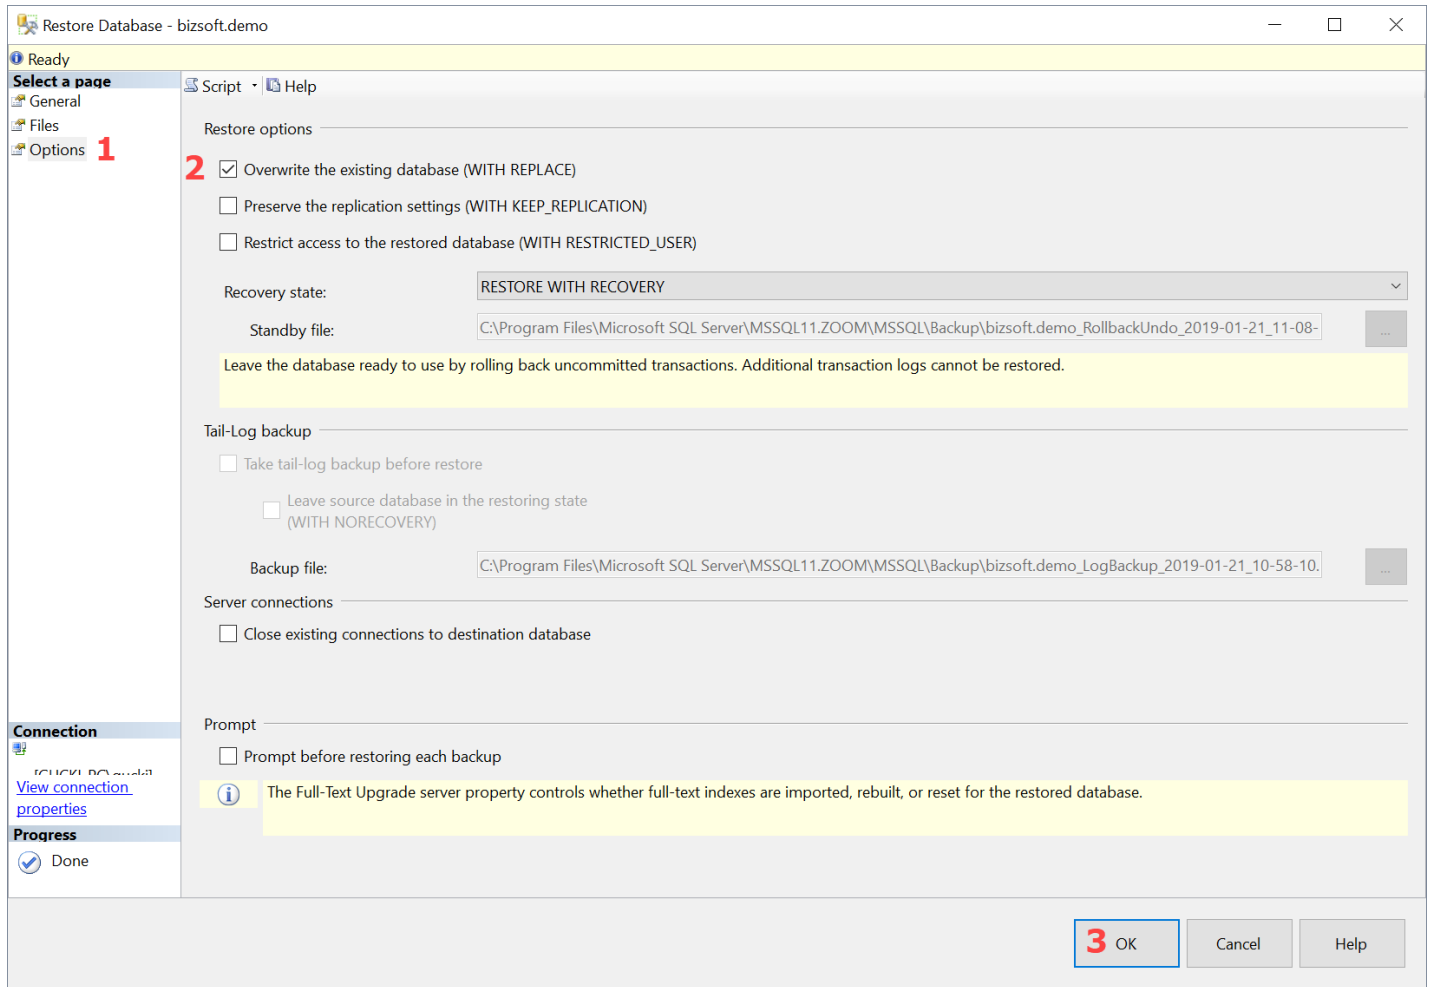 Restore Database - bizsoft.demo
Ready
Select a page
General
Files
Options 1
Script Help
Restore options
2 Overwrite the existing database (WITH REPLACE)
Preserve the replication settings (WITH KEEP_REPLICATION)
Restrict access to the restored database (WITH RESTRICTED_USER)
Recovery state: RESTORE WITH RECOVERY
Standby file: C:\Program Files\Microsoft SQL Server\MSSQL11.ZOOM\MSSQL\Backup\bizsoft.demo_RollbackUndo_2019-01-21_11-08-
...
Leave the database ready to use by rolling back uncommitted transactions. Additional transaction logs cannot be restored.
Tail-Log backup
Take tail-log backup before restore
Leave source database in the restoring state
(WITH NORECOVERY)
Backup file: C:\Program Files\Microsoft SQL Server\MSSQL11.ZOOM\MSSQL\Backup\bizsoft.demo_LogBackup_2019-01-21_10-58-10.
...
Server connections
Close existing connections to destination database
Prompt
Prompt before restoring each backup
The Full-Text Upgrade server property controls whether full-text indexes are imported, rebuilt, or reset for the restored database.
Connection
View connection
properties
Progress
Done
3 OK Cancel Help